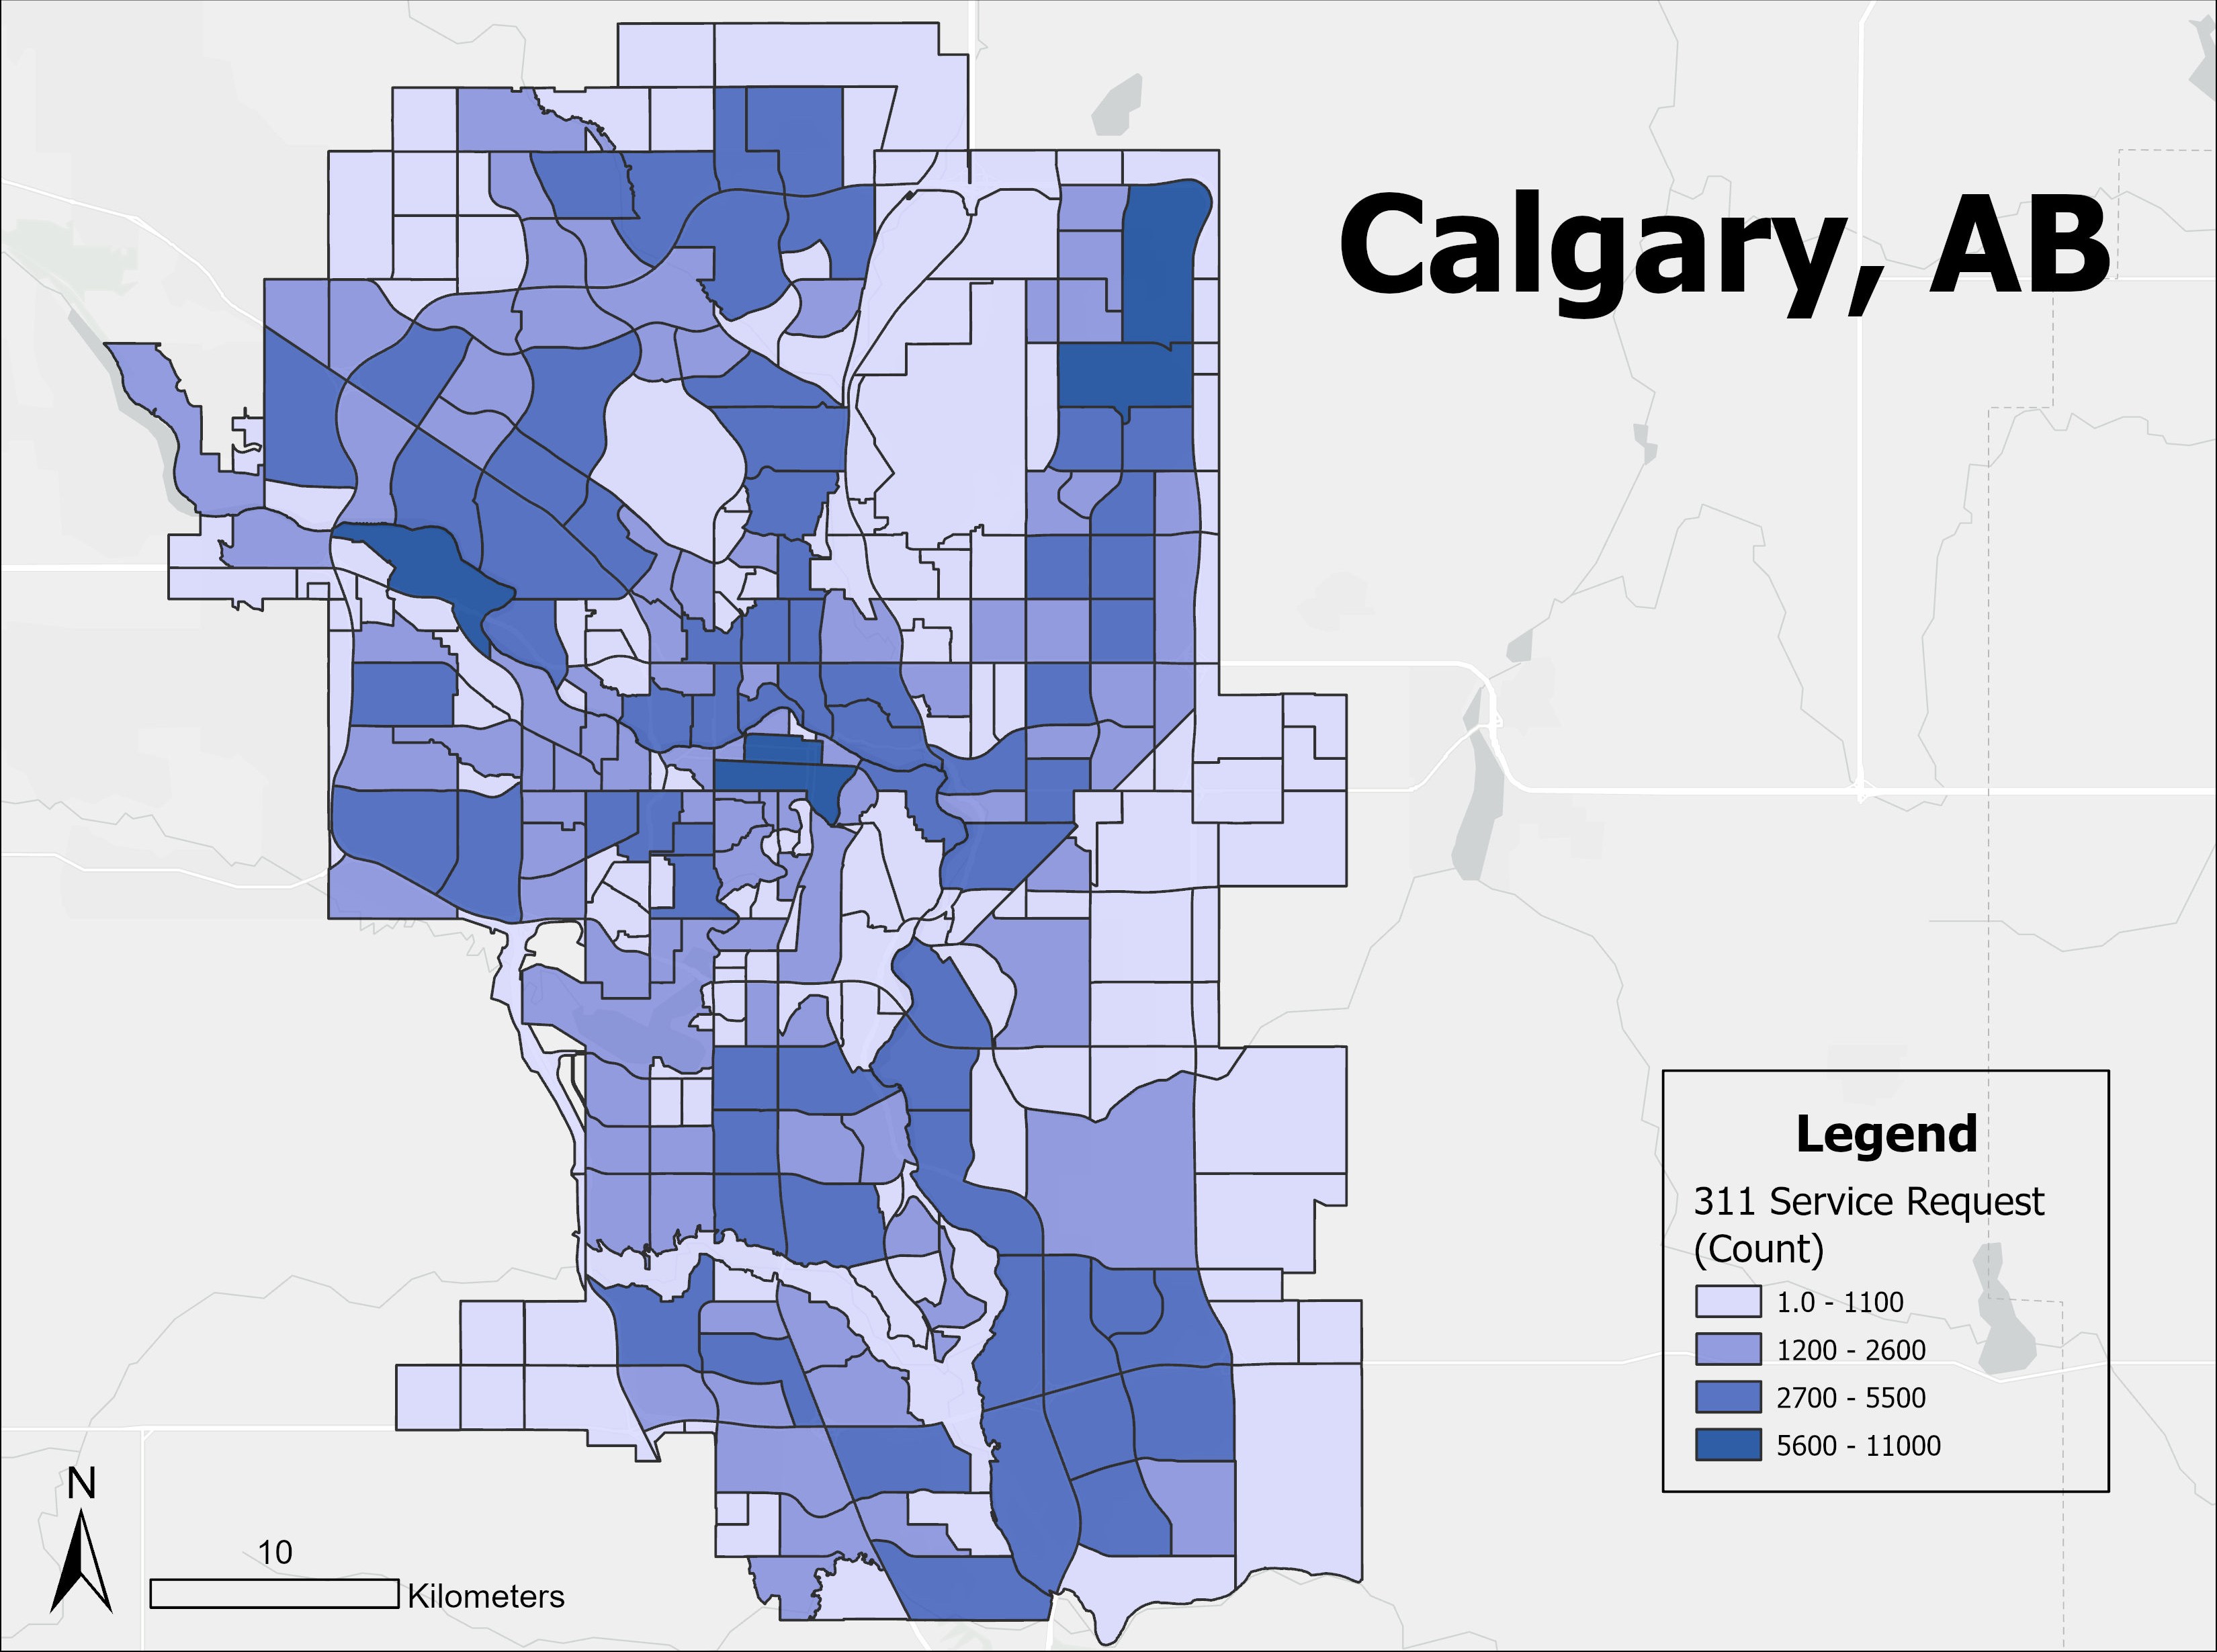 Calgary, AB
Legend
311 Service Request
(Count)
1.0 - 1100
1200 - 2600
2700 - 5500
5600 - 11000
N
10
Kilometers